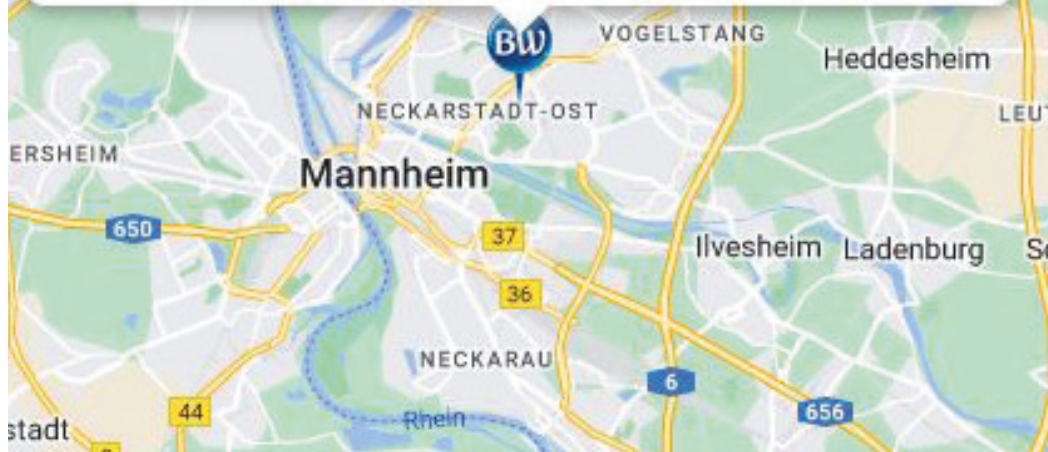 BW
VOGELSTANG
Heddesheim
NECKARSTADT-OST
LEUT
ERSHEIM
Mannheim
650
37
Ilvesheim
Ladenburg
36
NECKARAU
6
44
656
Rhein
stadt